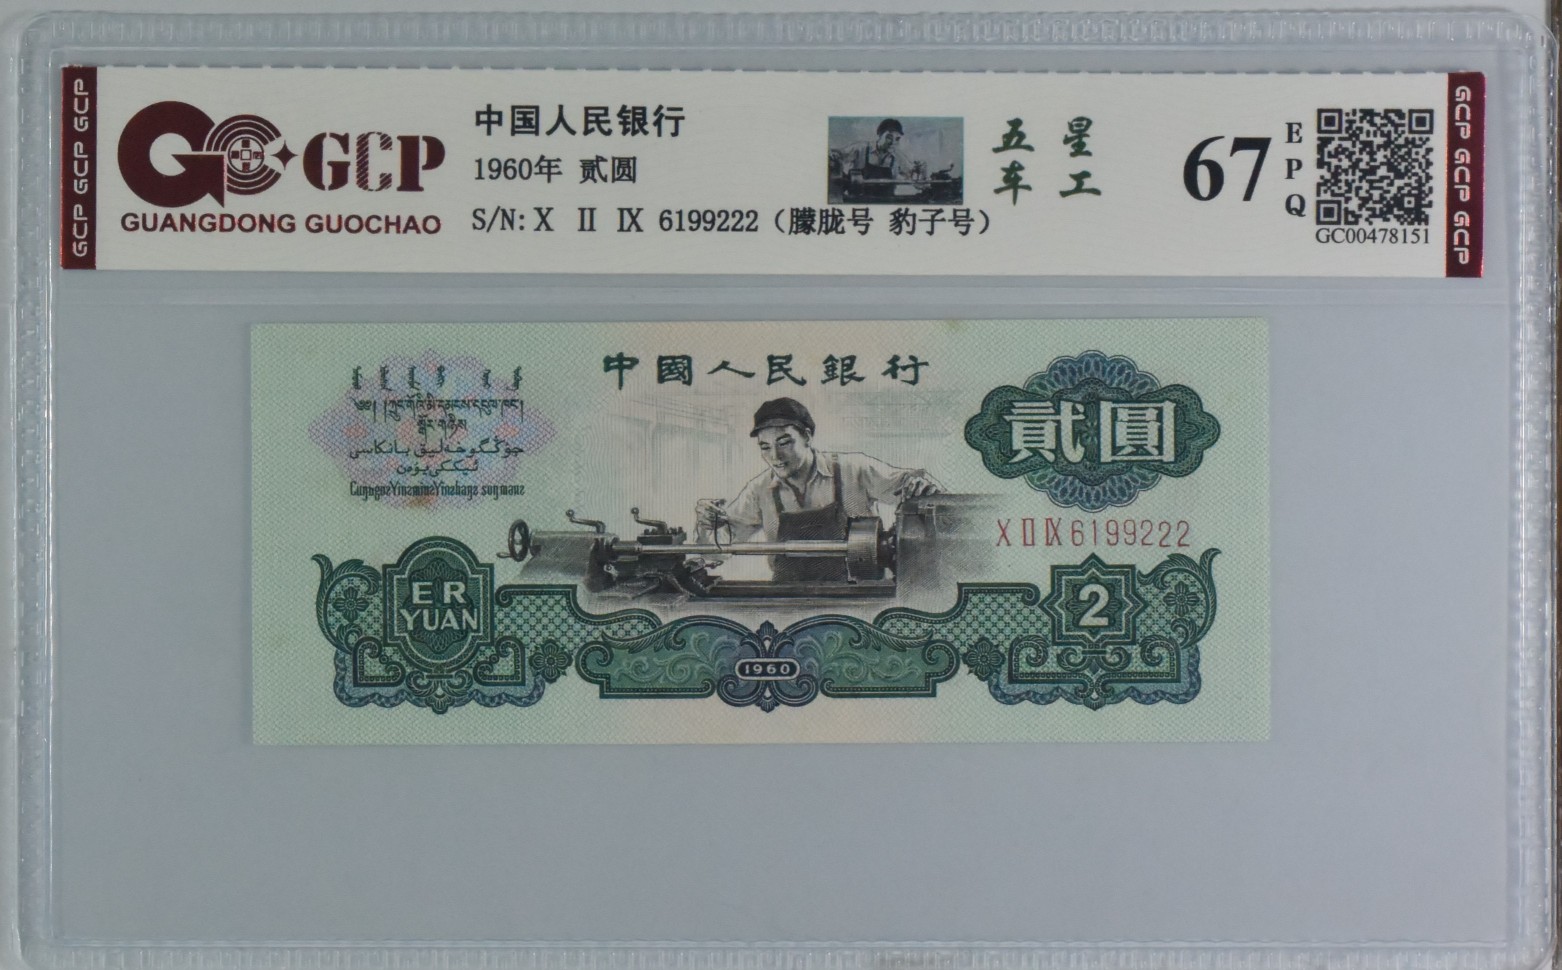 GCP GCP GCP
GCP
GUANGDONG GUOCHAO
中国人民银行
1960年 贰圆
S/N: X II IX 6199222（朦胧号 豹子号）
五星
车工
67
EPQ
GC00478151
GCP GCP GCP
中國人民銀行
貳圓
X II IX 6199222
ER
YUAN
1960
2